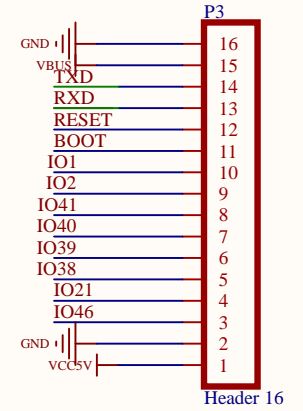 P3
GND 16
VBUS 15
TXD 14
RXD 13
RESET 12
BOOT 11
IO1 10
IO2 9
IO41 8
IO40 7
IO39 6
IO38 5
IO21 4
IO46 3
GND 2
VCC5V 1
Header 16